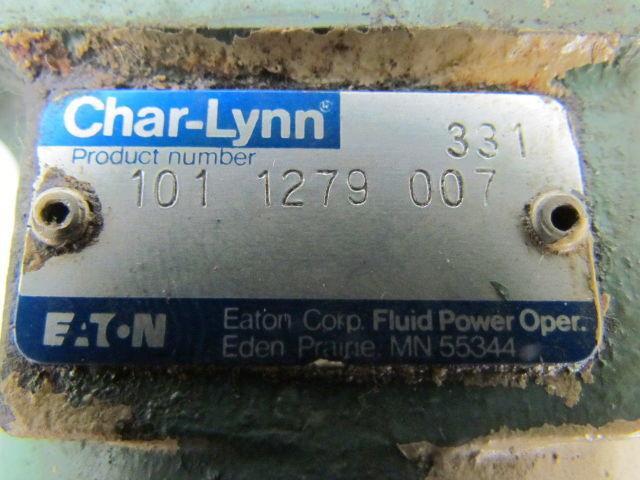 Char-Lynn®
331
Product number
101 1279 007
EATON
Eaton Corp. Fluid Power Oper.
Eden Prairie, MN 55344